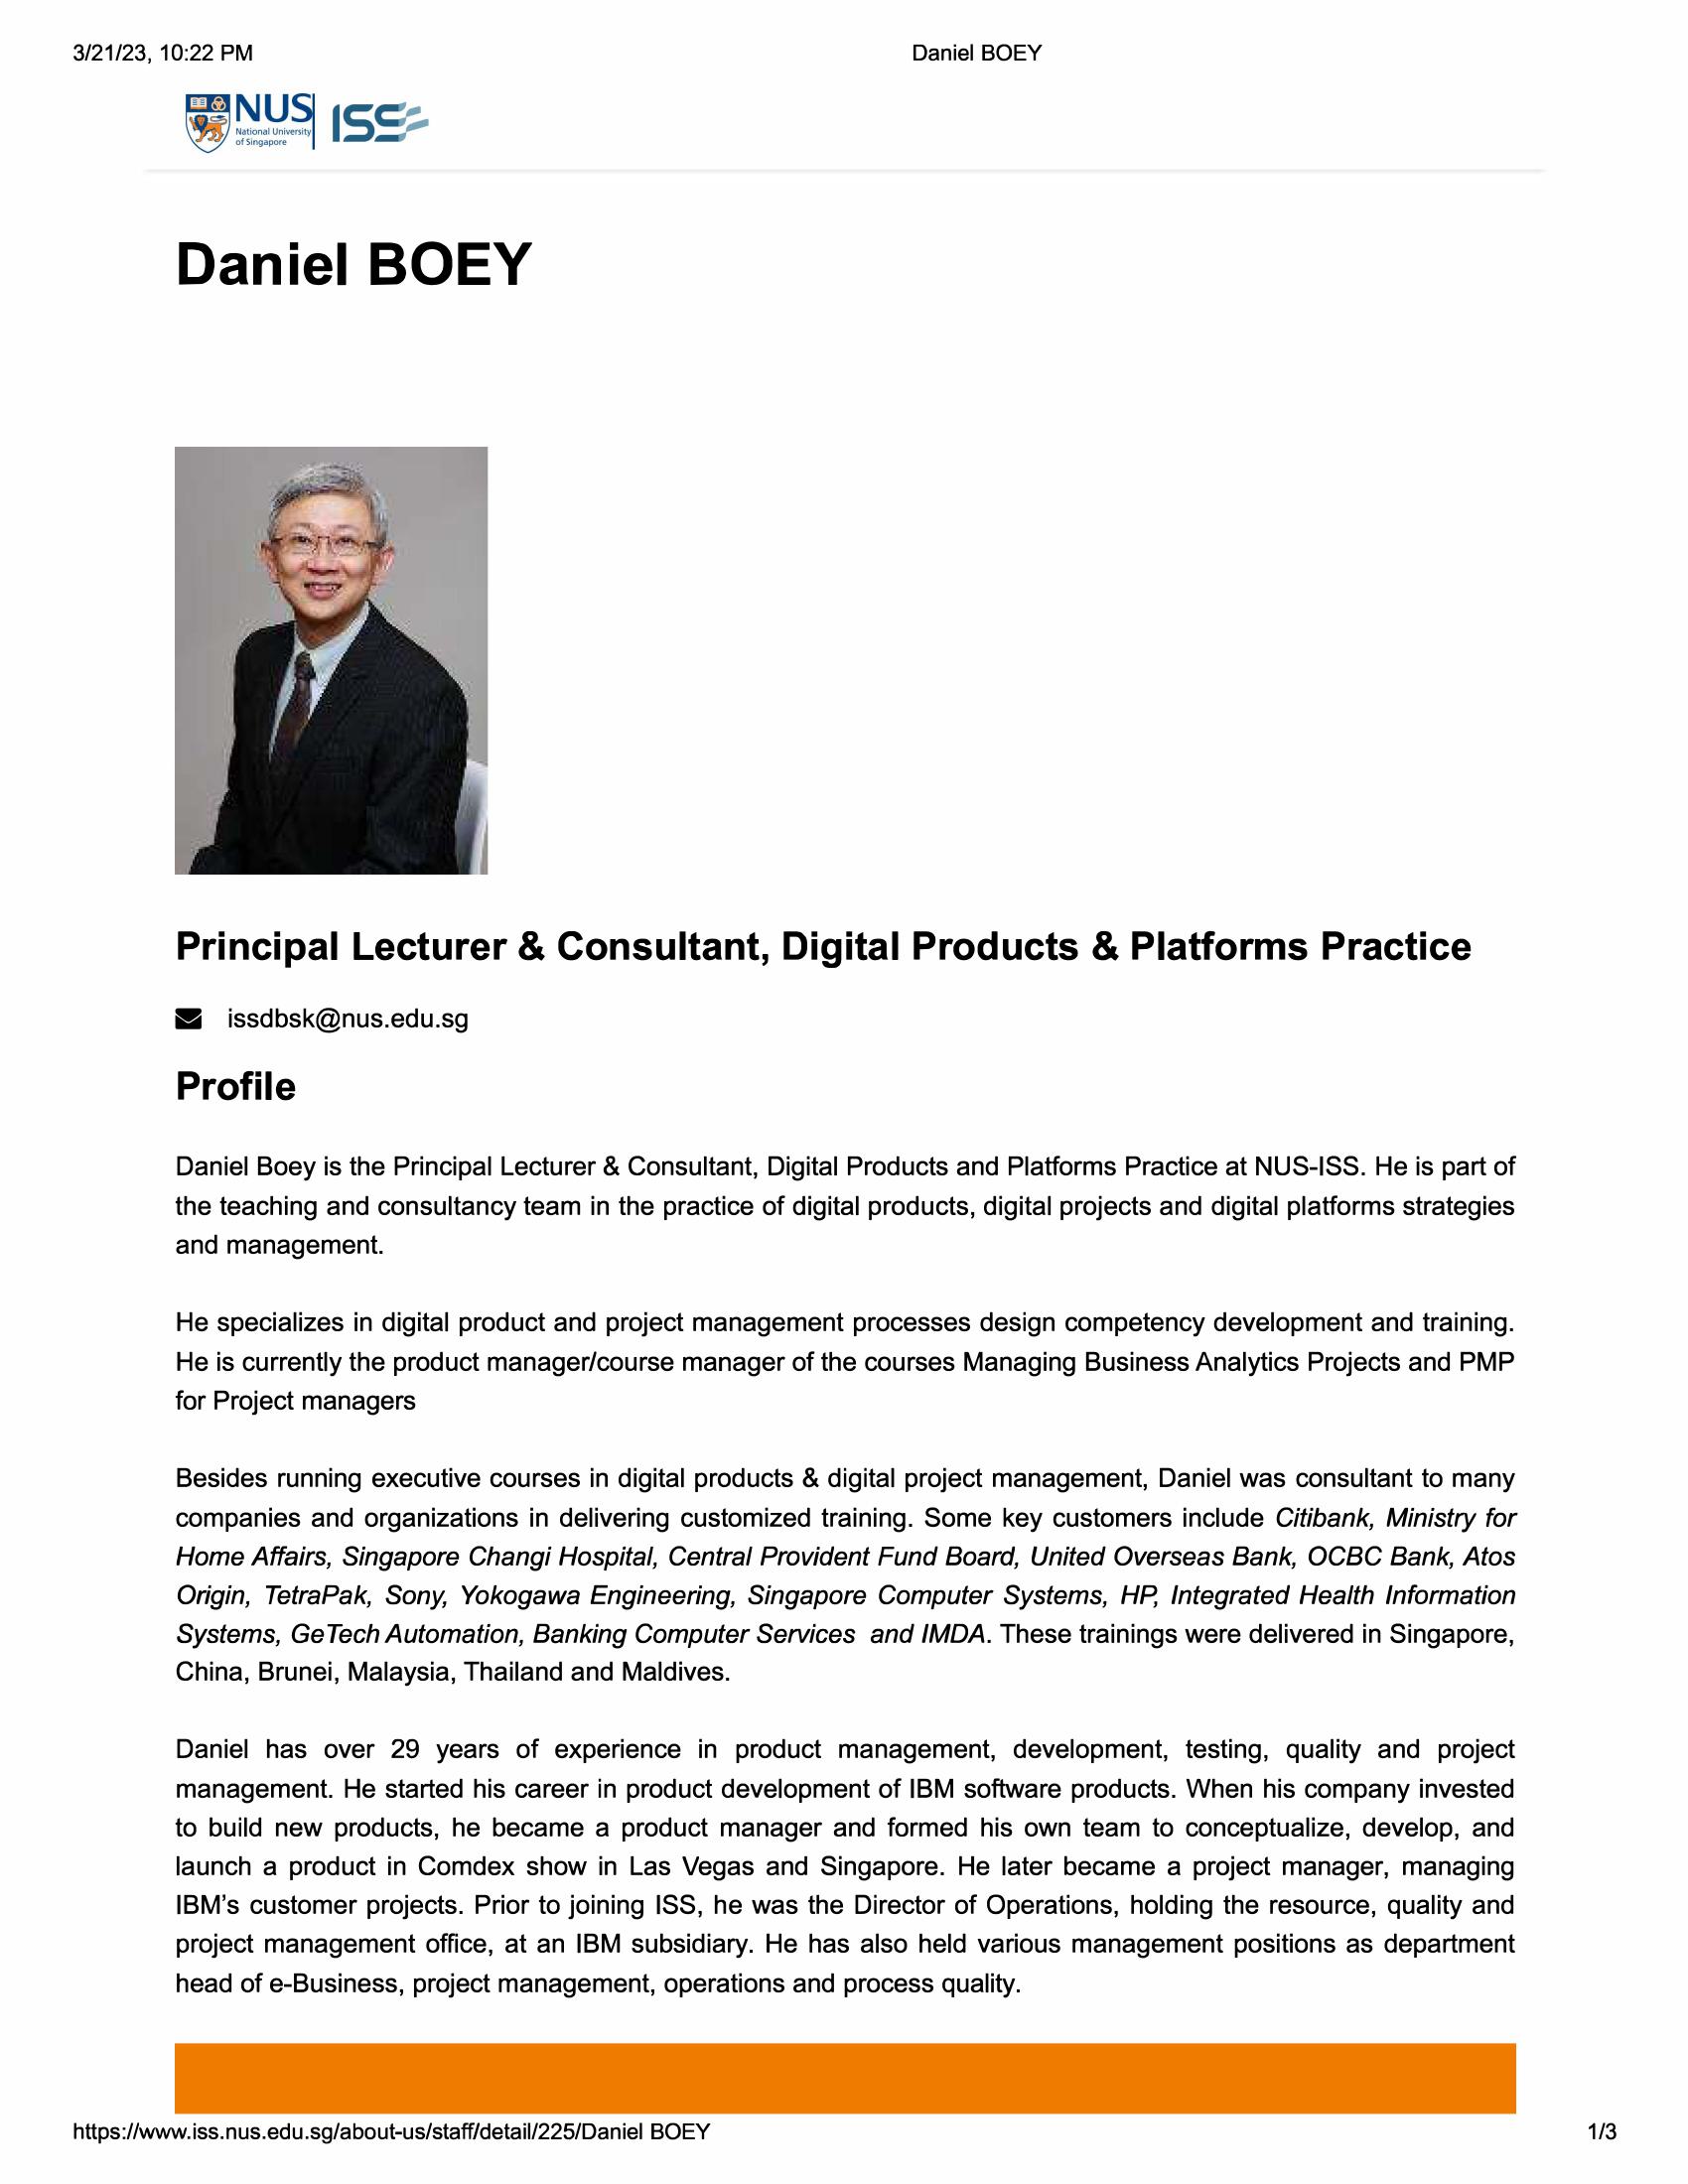 3/21/23, 10:22 PM Daniel BOEY
NUS
National University
of Singapore
ISS
Daniel BOEY
Principal Lecturer & Consultant, Digital Products & Platforms Practice
issdbsk@nus.edu.sg
Profile
Daniel Boey is the Principal Lecturer & Consultant, Digital Products and Platforms Practice at NUS-ISS. He is part of
the teaching and consultancy team in the practice of digital products, digital projects and digital platforms strategies
and management.
He specializes in digital product and project management processes design competency development and training.
He is currently the product manager/course manager of the courses Managing Business Analytics Projects and PMP
for Project managers
Besides running executive courses in digital products & digital project management, Daniel was consultant to many
companies and organizations in delivering customized training. Some key customers include Citibank, Ministry for
Home Affairs, Singapore Changi Hospital, Central Provident Fund Board, United Overseas Bank, OCBC Bank, Atos
Origin, TetraPak, Sony, Yokogawa Engineering, Singapore Computer Systems, HP, Integrated Health Information
Systems, GeTech Automation, Banking Computer Services and IMDA. These trainings were delivered in Singapore,
China, Brunei, Malaysia, Thailand and Maldives.
Daniel has over 29 years of experience in product management, development, testing, quality and project
management. He started his career in product development of IBM software products. When his company invested
to build new products, he became a product manager and formed his own team to conceptualize, develop, and
launch a product in Comdex show in Las Vegas and Singapore. He later became a project manager, managing
IBM’s customer projects. Prior to joining ISS, he was the Director of Operations, holding the resource, quality and
project management office, at an IBM subsidiary. He has also held various management positions as department
head of e-Business, project management, operations and process quality.
https://www.iss.nus.edu.sg/about-us/staff/detail/225/Daniel BOEY 1/3